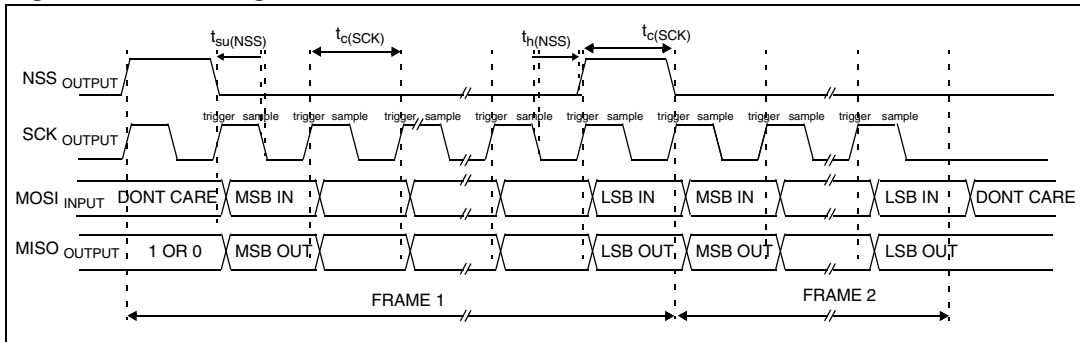 tsu(NSS) tc(SCK) th(NSS) tc(SCK)
NSS OUTPUT
trigger sample trigger sample trigger sample trigger sample trigger sample trigger sample trigger sample trigger sample
SCK OUTPUT
MOSI INPUT DONT CARE MSB IN LSB IN MSB IN LSB IN DONT CARE
MISO OUTPUT 1 OR 0 MSB OUT LSB OUT MSB OUT LSB OUT
FRAME 1 FRAME 2